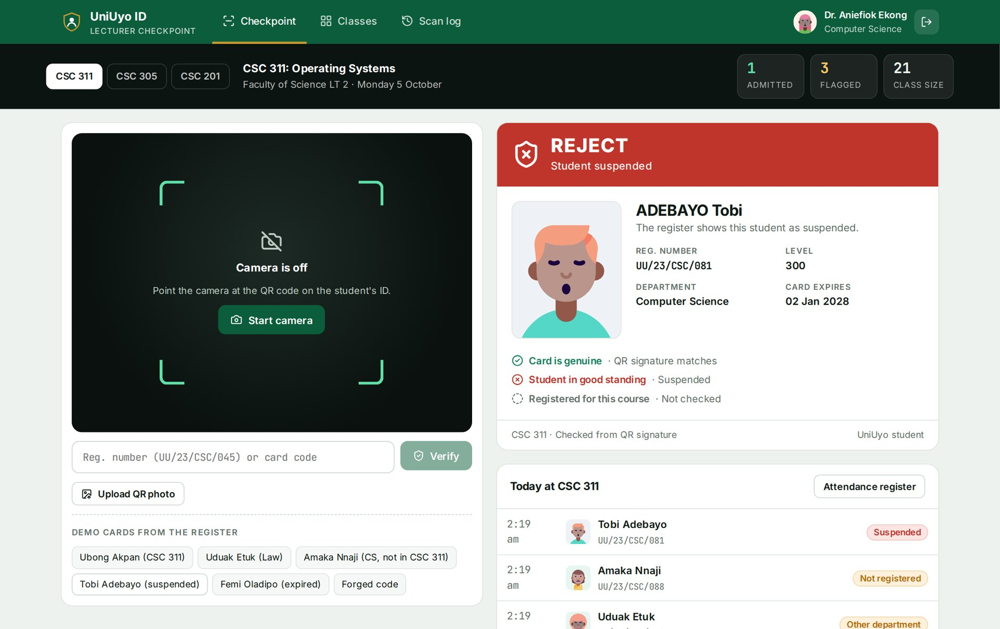 UniUyo ID
LECTURER CHECKPOINT
Checkpoint
Classes
Scan log
Dr. Aniefiok Ekong
Computer Science
CSC 311
CSC 305
CSC 201
CSC 311: Operating Systems
Faculty of Science LT 2 · Monday 5 October
1
ADMITTED
3
FLAGGED
21
CLASS SIZE
Camera is off
Point the camera at the QR code on the student's ID.
Start camera
Reg. number (UU/23/CSC/045) or card code
Verify
Upload QR photo
DEMO CARDS FROM THE REGISTER
Ubong Akpan (CSC 311)
Uduak Etuk (Law)
Amaka Nnaji (CS, not in CSC 311)
Tobi Adebayo (suspended)
Femi Oladipo (expired)
Forged code
REJECT
Student suspended
ADEBAYO Tobi
The register shows this student as suspended.
REG. NUMBER
UU/23/CSC/081
LEVEL
300
DEPARTMENT
Computer Science
CARD EXPIRES
02 Jan 2028
Card is genuine · QR signature matches
Student in good standing · Suspended
Registered for this course · Not checked
CSC 311 · Checked from QR signature
UniUyo student
Today at CSC 311
Attendance register
2:19 am
Tobi Adebayo
UU/23/CSC/081
Suspended
2:19 am
Amaka Nnaji
UU/23/CSC/088
Not registered
2:19
Uduak Etuk
Other department